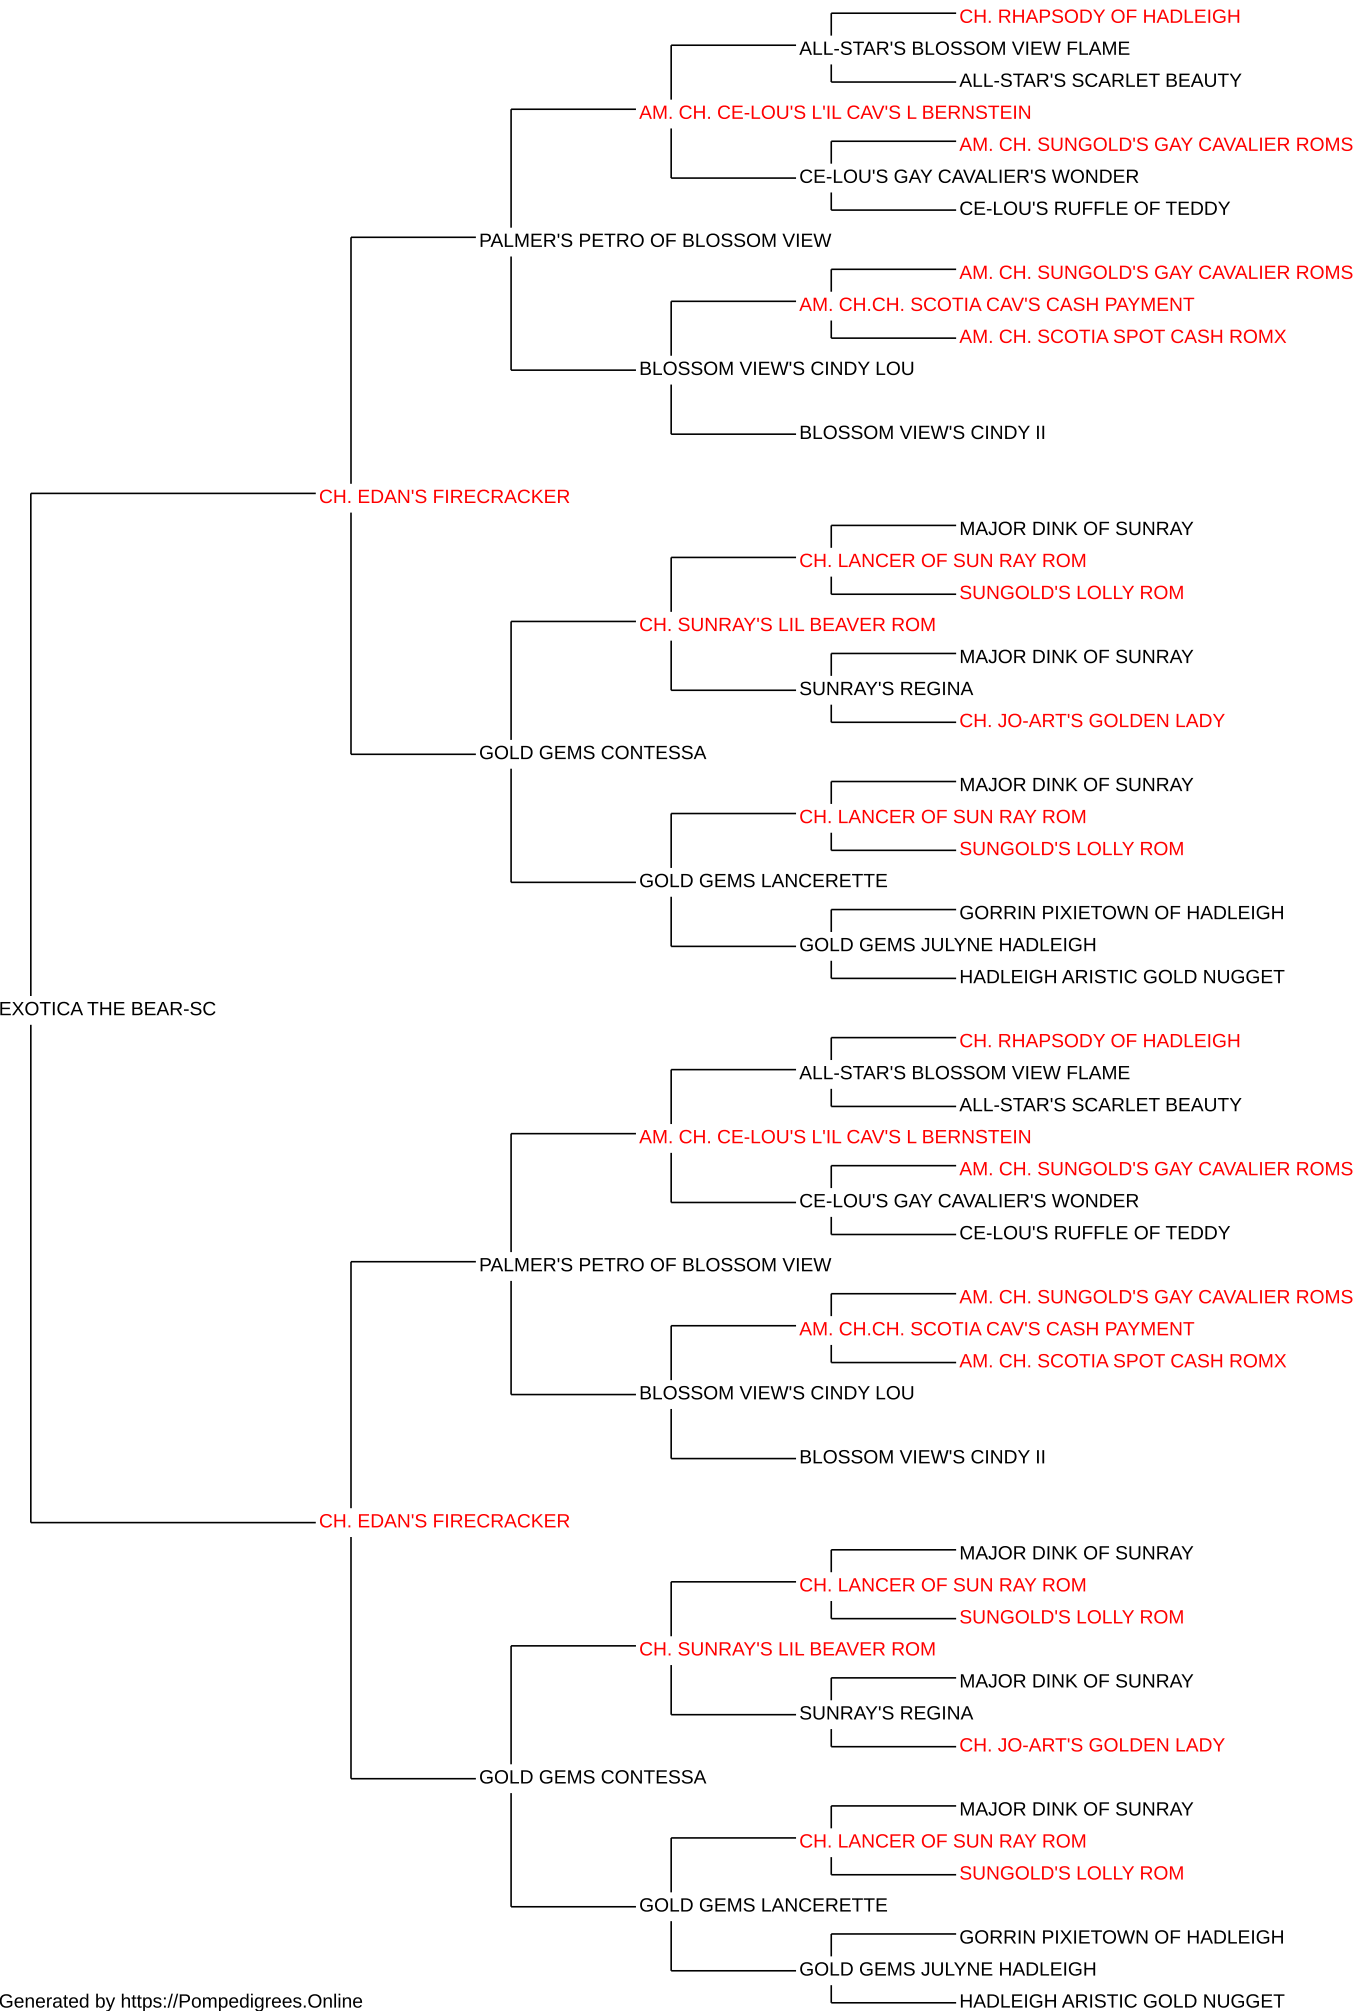 CH. RHAPSODY OF HADLEIGH
ALL-STAR'S BLOSSOM VIEW FLAME
ALL-STAR'S SCARLET BEAUTY
AM. CH. CE-LOU'S L'IL CAV'S L BERNSTEIN
AM. CH. SUNGOLD'S GAY CAVALIER ROMS
CE-LOU'S GAY CAVALIER'S WONDER
CE-LOU'S RUFFLE OF TEDDY
PALMER'S PETRO OF BLOSSOM VIEW
AM. CH. SUNGOLD'S GAY CAVALIER ROMS
AM. CH.CH. SCOTIA CAV'S CASH PAYMENT
AM. CH. SCOTIA SPOT CASH ROMX
BLOSSOM VIEW'S CINDY LOU
BLOSSOM VIEW'S CINDY II
CH. EDAN'S FIRECRACKER
MAJOR DINK OF SUNRAY
CH. LANCER OF SUN RAY ROM
SUNGOLD'S LOLLY ROM
CH. SUNRAY'S LIL BEAVER ROM
MAJOR DINK OF SUNRAY
SUNRAY'S REGINA
CH. JO-ART'S GOLDEN LADY
GOLD GEMS CONTESSA
MAJOR DINK OF SUNRAY
CH. LANCER OF SUN RAY ROM
SUNGOLD'S LOLLY ROM
GOLD GEMS LANCERETTE
GORRIN PIXIETOWN OF HADLEIGH
GOLD GEMS JULYNE HADLEIGH
HADLEIGH ARISTIC GOLD NUGGET
EXOTICA THE BEAR-SC
CH. RHAPSODY OF HADLEIGH
ALL-STAR'S BLOSSOM VIEW FLAME
ALL-STAR'S SCARLET BEAUTY
AM. CH. CE-LOU'S L'IL CAV'S L BERNSTEIN
AM. CH. SUNGOLD'S GAY CAVALIER ROMS
CE-LOU'S GAY CAVALIER'S WONDER
CE-LOU'S RUFFLE OF TEDDY
PALMER'S PETRO OF BLOSSOM VIEW
AM. CH. SUNGOLD'S GAY CAVALIER ROMS
AM. CH.CH. SCOTIA CAV'S CASH PAYMENT
AM. CH. SCOTIA SPOT CASH ROMX
BLOSSOM VIEW'S CINDY LOU
BLOSSOM VIEW'S CINDY II
CH. EDAN'S FIRECRACKER
MAJOR DINK OF SUNRAY
CH. LANCER OF SUN RAY ROM
SUNGOLD'S LOLLY ROM
CH. SUNRAY'S LIL BEAVER ROM
MAJOR DINK OF SUNRAY
SUNRAY'S REGINA
CH. JO-ART'S GOLDEN LADY
GOLD GEMS CONTESSA
MAJOR DINK OF SUNRAY
CH. LANCER OF SUN RAY ROM
SUNGOLD'S LOLLY ROM
GOLD GEMS LANCERETTE
GORRIN PIXIETOWN OF HADLEIGH
GOLD GEMS JULYNE HADLEIGH
HADLEIGH ARISTIC GOLD NUGGET
Generated by https://Pompedigrees.Online